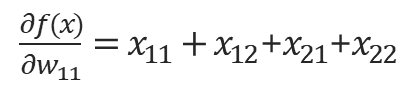 ∂f(x)/∂w₁₁ = x₁₁ + x₁₂+x₂₁+x₂₂